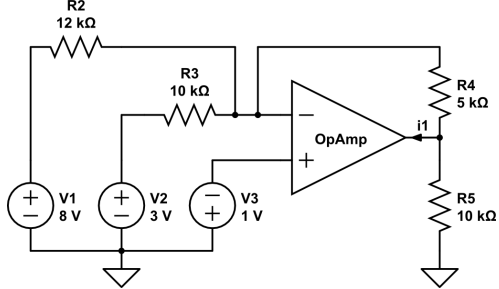 R2
12 kΩ
R3
10 kΩ
R4
5 kΩ
OpAmp
i1
V1
8 V
V2
3 V
V3
1 V
R5
10 kΩ